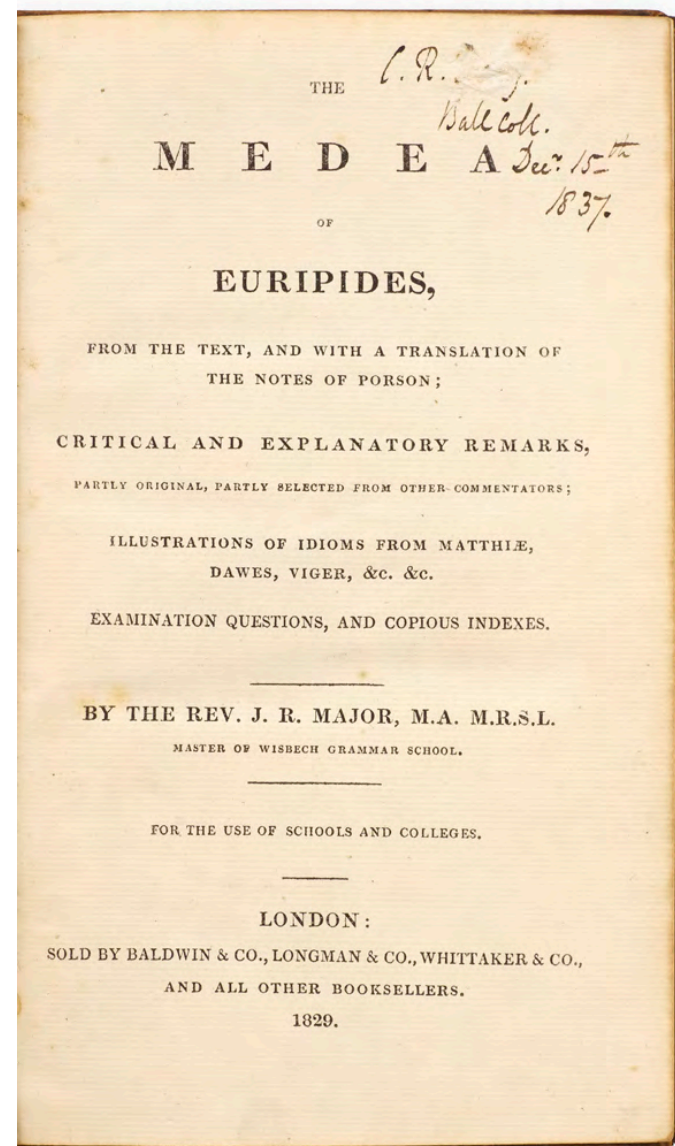 THE
C. R.
Ball Coll.
MEDEA
Decr. 15th
1837.
OF
EURIPIDES,
FROM THE TEXT, AND WITH A TRANSLATION OF
THE NOTES OF PORSON;
CRITICAL AND EXPLANATORY REMARKS,
PARTLY ORIGINAL, PARTLY SELECTED FROM OTHER COMMENTATORS;
ILLUSTRATIONS OF IDIOMS FROM MATTHIÆ,
DAWES, VIGER, &c. &c.
EXAMINATION QUESTIONS, AND COPIOUS INDEXES.
BY THE REV. J. R. MAJOR, M.A. M.R.S.L.
MASTER OF WISBECH GRAMMAR SCHOOL.
FOR THE USE OF SCHOOLS AND COLLEGES.
LONDON:
SOLD BY BALDWIN & CO., LONGMAN & CO., WHITTAKER & CO.,
AND ALL OTHER BOOKSELLERS.
1829.